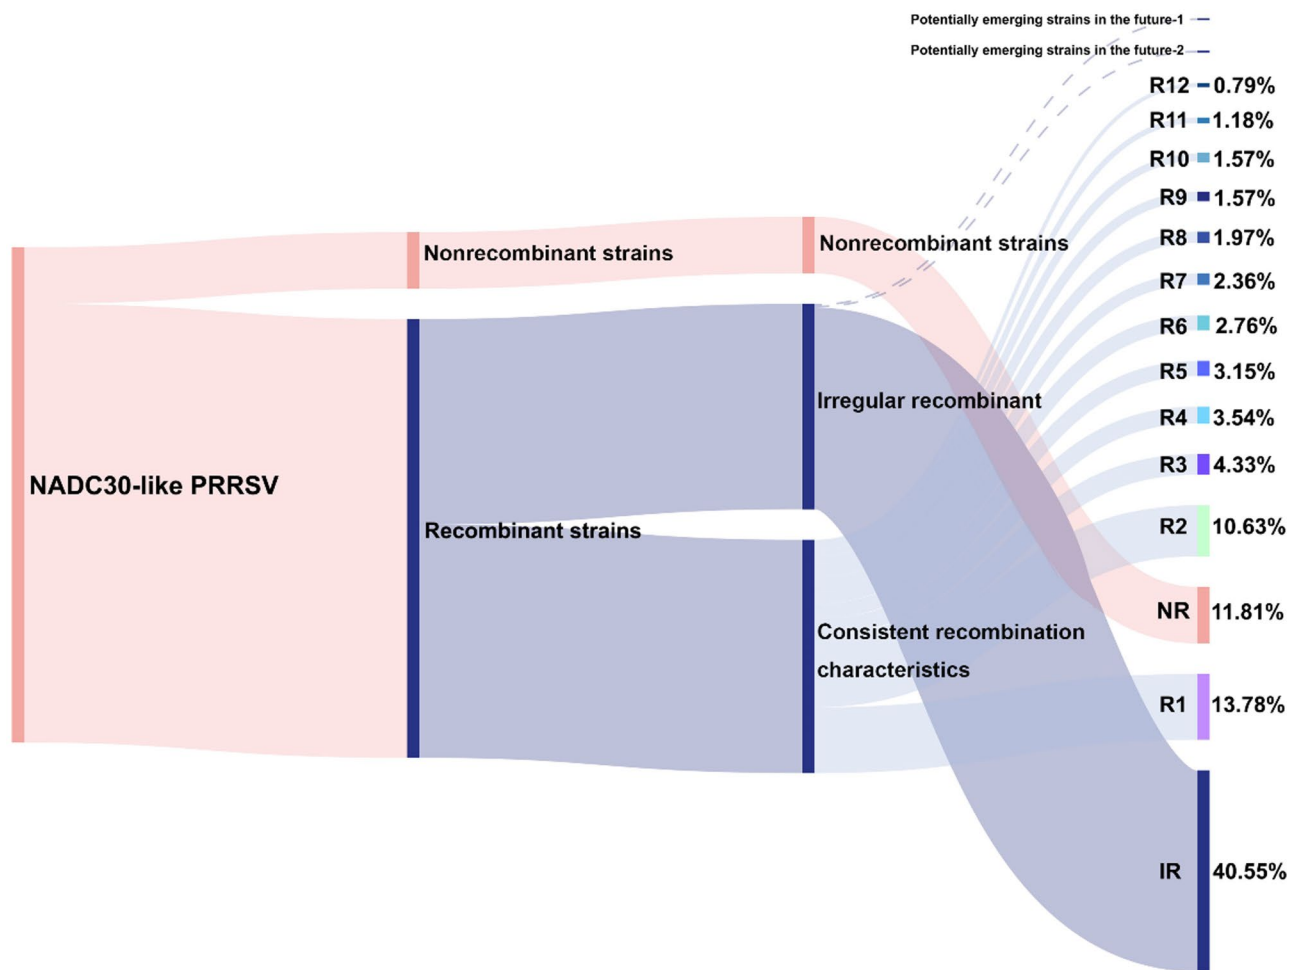 Potentially emerging strains in the future-1
Potentially emerging strains in the future-2
R12 0.79%
R11 1.18%
R10 1.57%
R9 1.57%
Nonrecombinant strains
Nonrecombinant strains
R8 1.97%
R7 2.36%
R6 2.76%
R5 3.15%
Irregular recombinant
R4 3.54%
R3 4.33%
NADC30-like PRRSV
Recombinant strains
R2 10.63%
NR 11.81%
Consistent recombination
characteristics
R1 13.78%
IR 40.55%